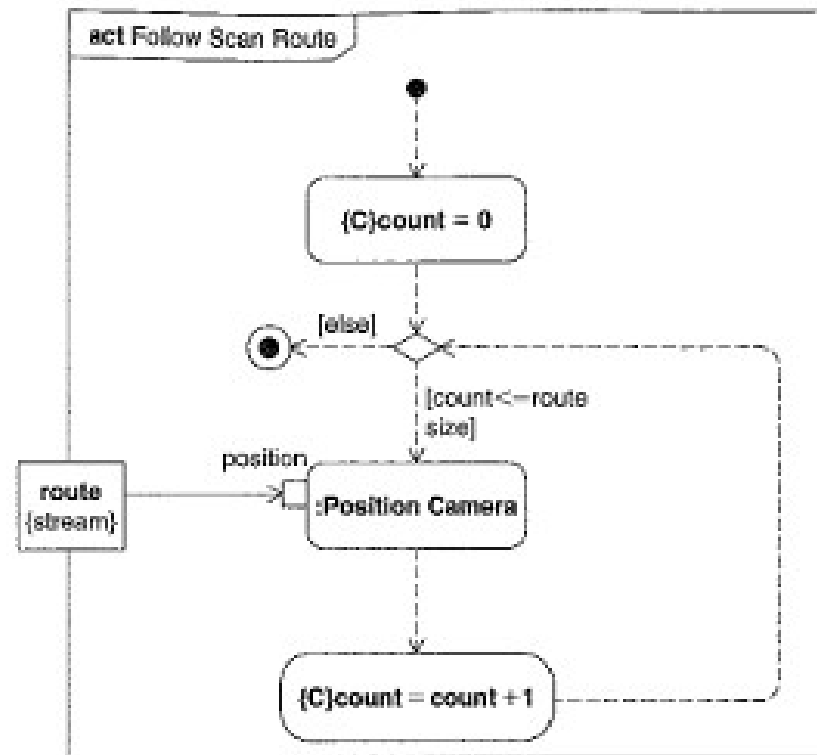 act Follow Scan Route
{C}count = 0
[else]
[count<=route
size]
position
route
{stream}
:Position Camera
{C}count = count +1